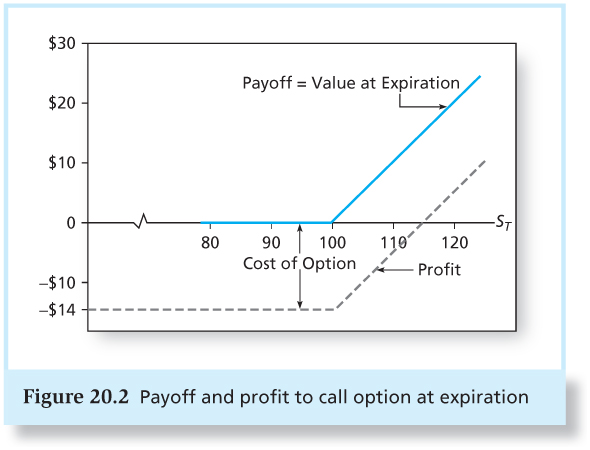 $30
Payoff = Value at Expiration
$20
$10
0
S_T
80 90 100 110 120
Cost of Option
Profit
–$10
–$14
Figure 20.2 Payoff and profit to call option at expiration